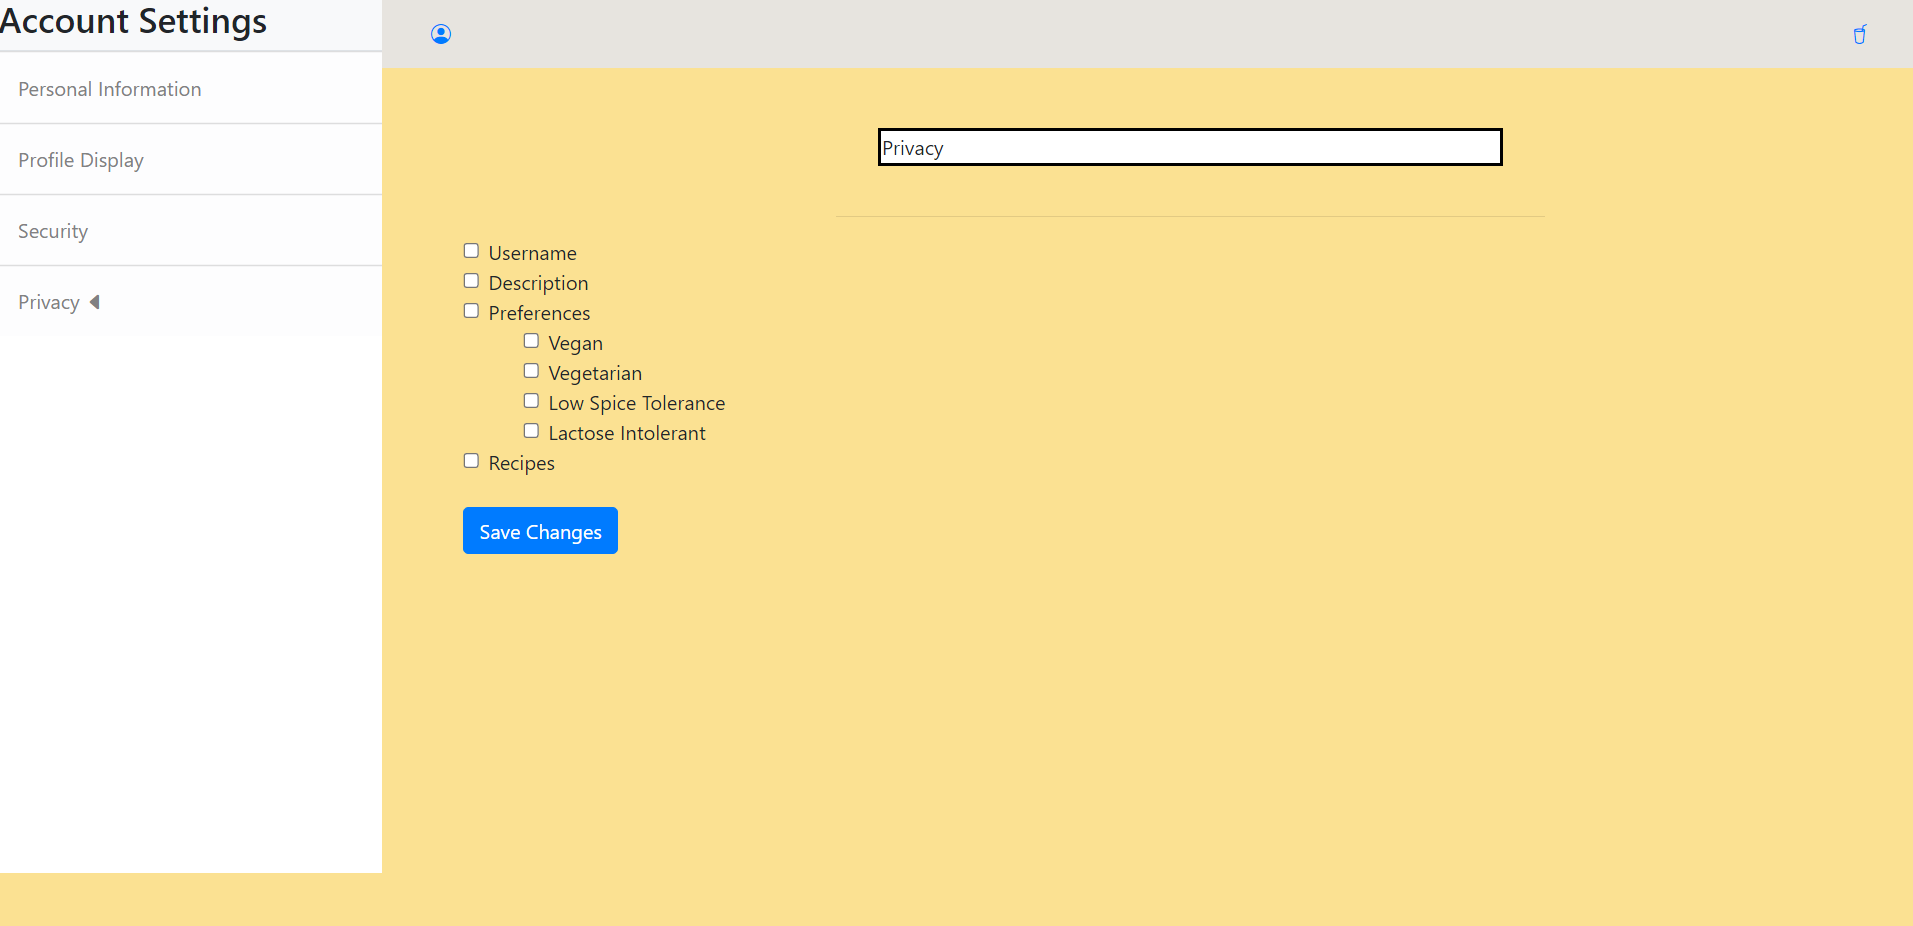 Account Settings
Personal Information
Profile Display
Security
Privacy
Privacy
Username
Description
Preferences
Vegan
Vegetarian
Low Spice Tolerance
Lactose Intolerant
Recipes
Save Changes